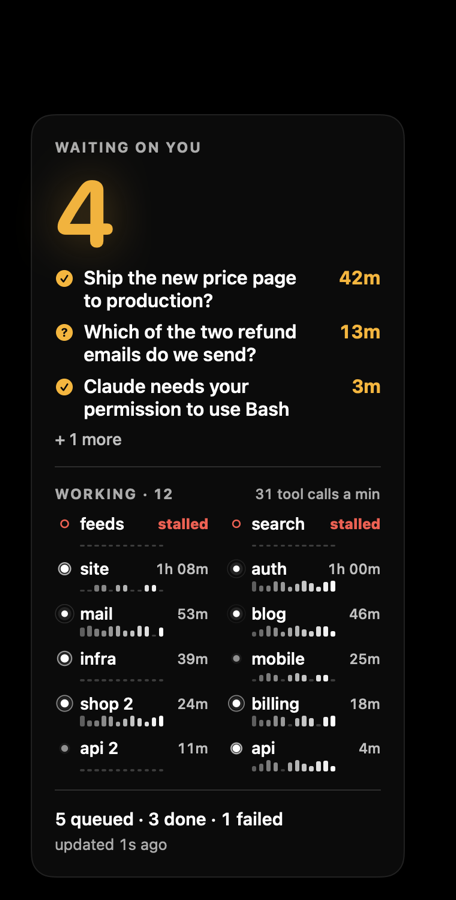 WAITING ON YOU
4
Ship the new price page 42m
to production?
Which of the two refund 13m
emails do we send?
Claude needs your 3m
permission to use Bash
+ 1 more
WORKING · 12 31 tool calls a min
feeds stalled search stalled
site 1h 08m auth 1h 00m
mail 53m blog 46m
infra 39m mobile 25m
shop 2 24m billing 18m
api 2 11m api 4m
5 queued · 3 done · 1 failed
updated 1s ago